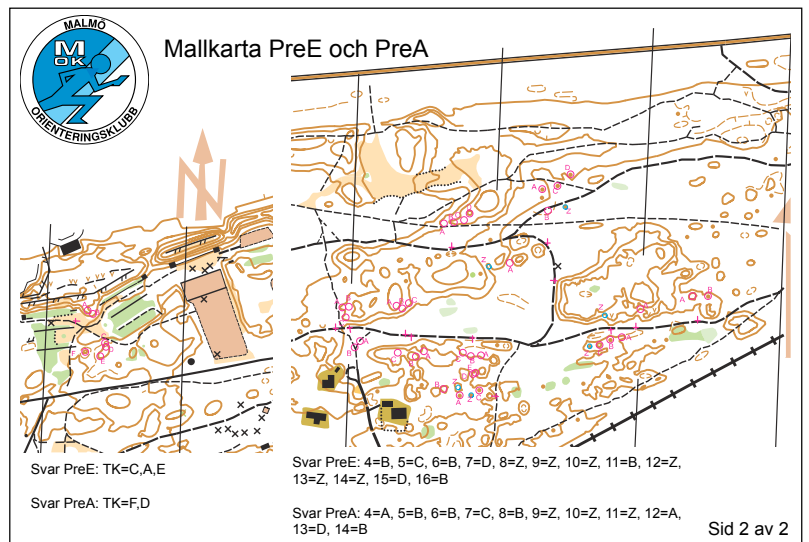 MALMÖ
M
OK
ORIENTERINGSKLUBB
Mallkarta PreE och PreA
N
Svar PreE: TK=C,A,E
Svar PreA: TK=F,D
Svar PreE: 4=B, 5=C, 6=B, 7=D, 8=Z, 9=Z, 10=Z, 11=B, 12=Z,
13=Z, 14=Z, 15=D, 16=B
Svar PreA: 4=A, 5=B, 6=B, 7=C, 8=B, 9=Z, 10=Z, 11=Z, 12=A,
13=D, 14=B
Sid 2 av 2